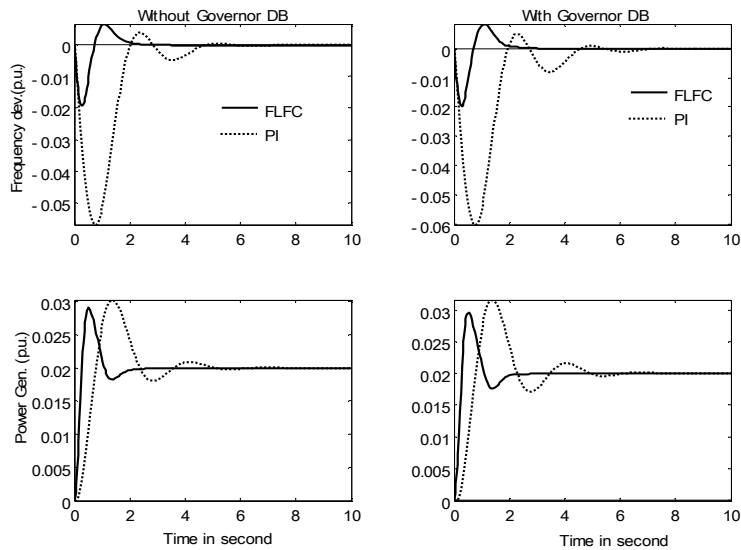 Without Governor DB
0
- 0.01
- 0.02
- 0.03
- 0.04
- 0.05
Frequency dev.(p.u.)
FLFC
PI
0 2 4 6 8 10
With Governor DB
0
-0.01
- 0.02
- 0.03
- 0.04
- 0.05
- 0.06
FLFC
PI
0 2 4 6 8 10
0.03
0.025
0.02
0.015
0.01
0.005
0
Power Gen. (p.u.)
0 2 4 6 8 10
Time in second
0.03
0.025
0.02
0.015
0.01
0.005
0
0 2 4 6 8 10
Time in second